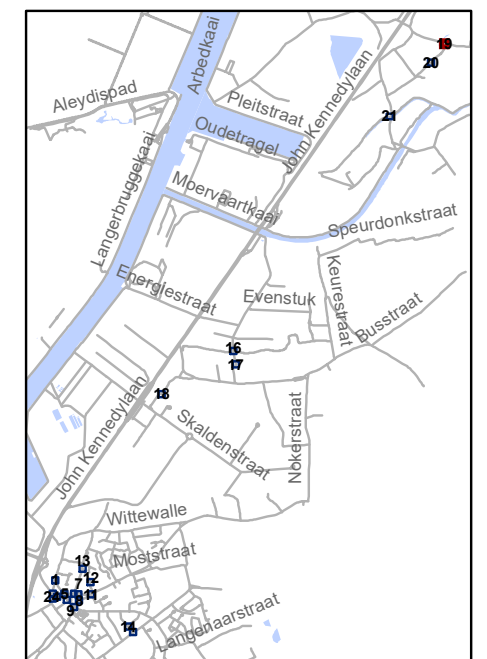 Arbedkaai
19
20
Aleydispad
Pleitstraat
21
John Kennedylaan
Oudetragel
Langerbruggekaai
Moervaartkaai
Speurdonkstraat
Energiestraat
Evenstuk
Keurestraat
Busstraat
16
17
18
John Kennedylaan
Skaldenstraat
Nokerstraat
Wittewalle
Moststraat
13
7
12
11
9
14
Langenaarstraat